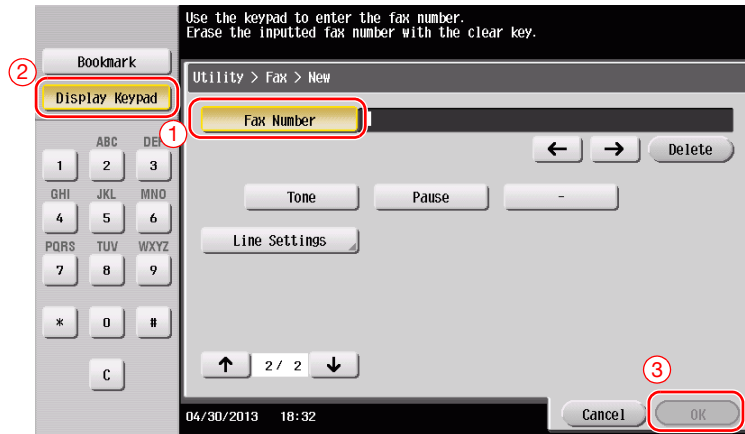 Use the keypad to enter the fax number.
Erase the inputted fax number with the clear key.
2
Bookmark
Display Keypad
Utility > Fax > New
1
Fax Number
← → Delete
ABC DEF
1 2 3
GHI JKL MNO
4 5 6
PQRS TUV WXYZ
7 8 9
* 0 #
C
Tone Pause -
Line Settings
↑ 2/ 2 ↓
3
04/30/2013 18:32
Cancel OK